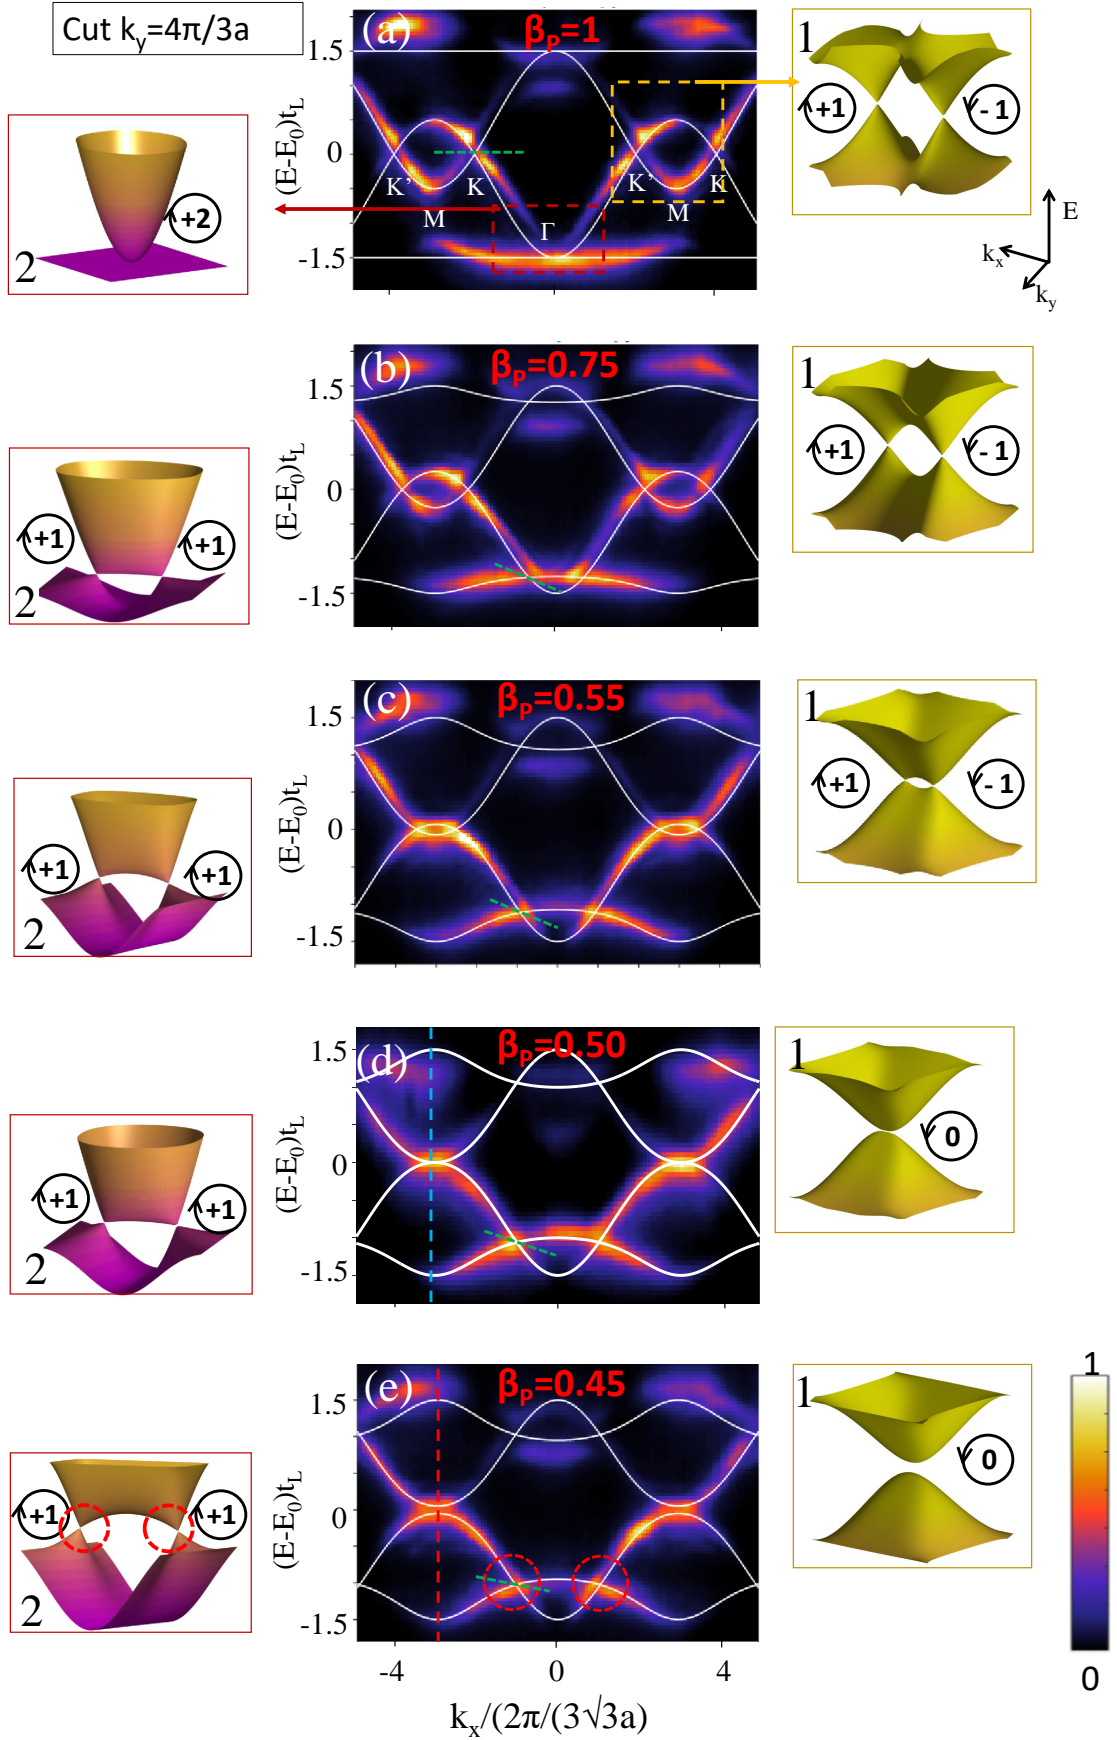 Cut k_y=4π/3a
(a)
β_P=1
1
+1
- 1
1.5
0
-1.5
(E-E_0)t_L
K'
K
M
Γ
K'
K
M
+2
2
E
k_x
k_y
(b)
β_P=0.75
1
+1
- 1
1.5
0
-1.5
(E-E_0)t_L
+1
+1
2
(c)
β_P=0.55
1
+1
- 1
1.5
0
-1.5
(E-E_0)t_L
+1
+1
2
(d)
β_P=0.50
1
0
1.5
0
-1.5
(E-E_0)t_L
+1
+1
2
(e)
β_P=0.45
1
0
1.5
0
-1.5
(E-E_0)t_L
+1
+1
2
1
0
-4
0
4
k_x/(2π/(3√3a)